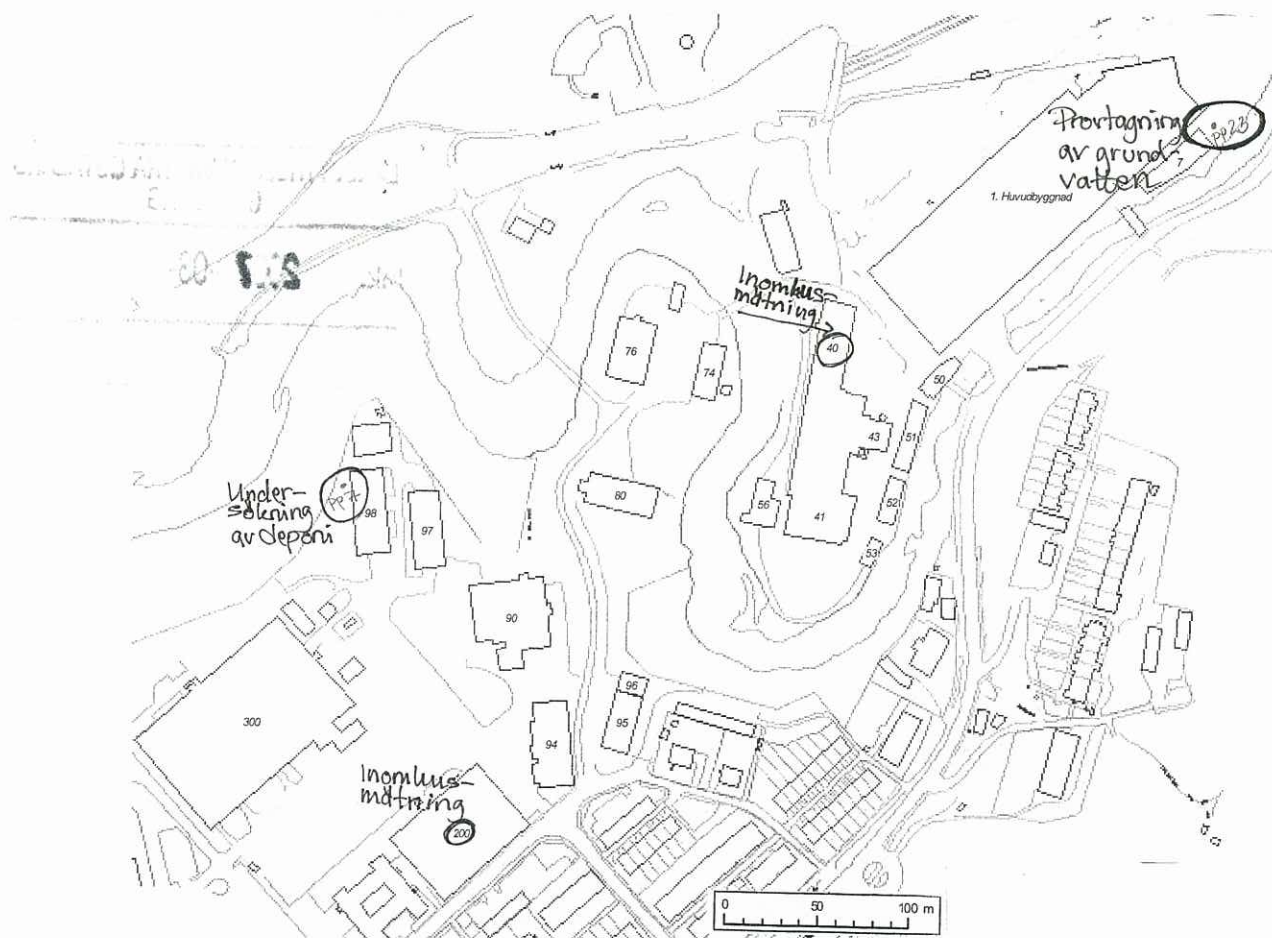 Provtagning
av grund-
vatten
pp23
7
1. Huvudbyggnad
Inomhus-
mätning
40
76
74
50
43
51
80
56
41
52
53
Under-
sökning
av deponi
98
97
90
96
95
94
300
Inomhus-
mätning
200
0 50 100 m